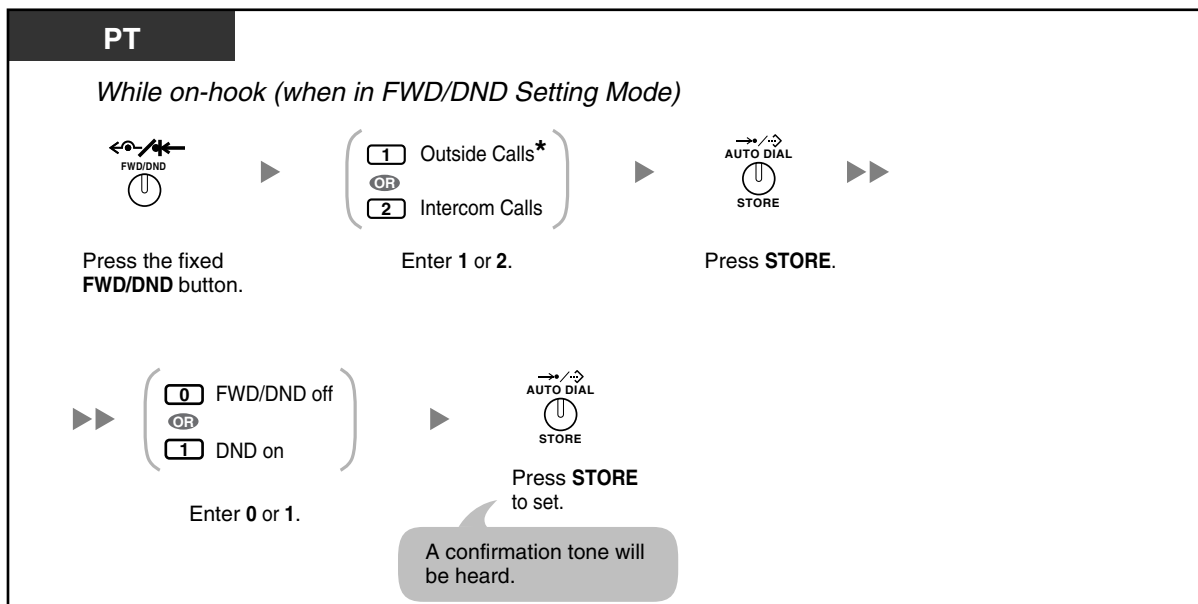 PT
While on-hook (when in FWD/DND Setting Mode)
FWD/DND
Press the fixed
FWD/DND button.
1 Outside Calls*
OR
2 Intercom Calls
Enter 1 or 2.
AUTO DIAL
STORE
Press STORE.
0 FWD/DND off
OR
1 DND on
Enter 0 or 1.
AUTO DIAL
STORE
Press STORE
to set.
A confirmation tone will
be heard.